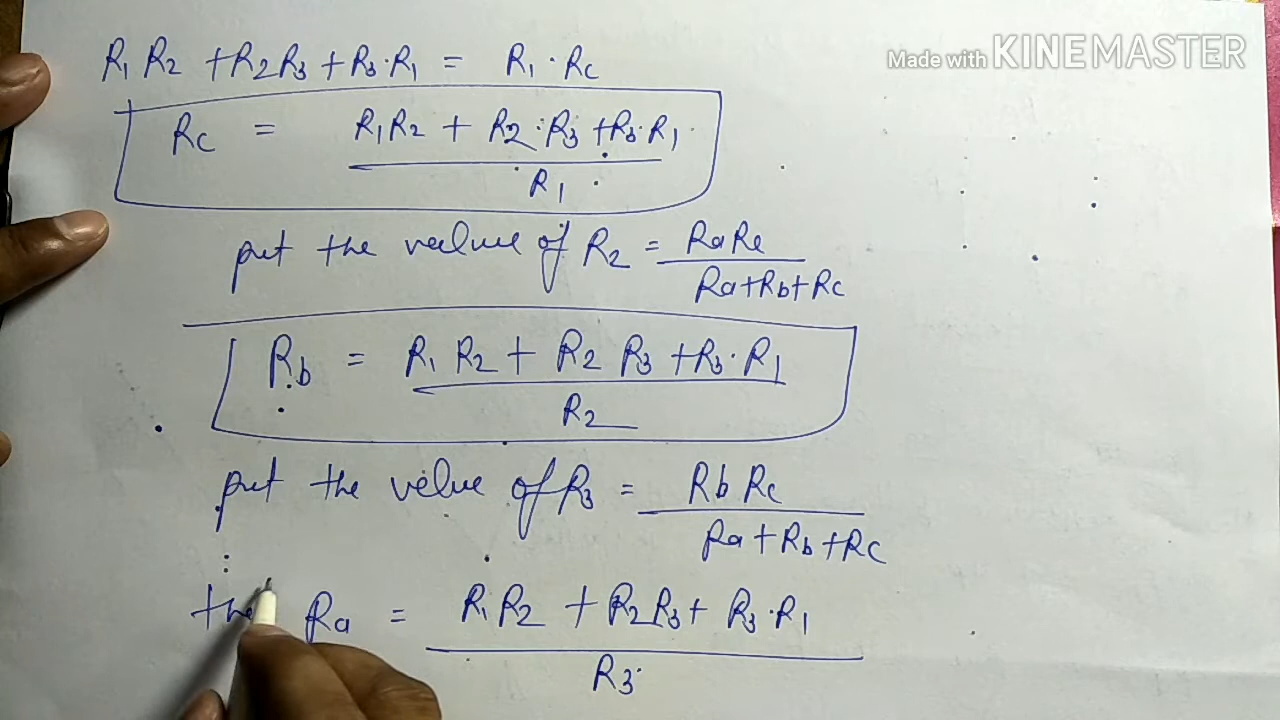 Made with KINEMASTER
R1 R2 + R2 R3 + R3 · R1 = R1 · Rc
Rc = R1 R2 + R2 · R3 + R3 · R1
R1
put the value of R2 = Ra Rc
Ra + Rb + Rc
Rb = R1 R2 + R2 R3 + R3 · R1
R2
put the value of R3 = Rb Rc
Ra + Rb + Rc
Ra = R1 R2 + R2 R3 + R3 · R1
R3